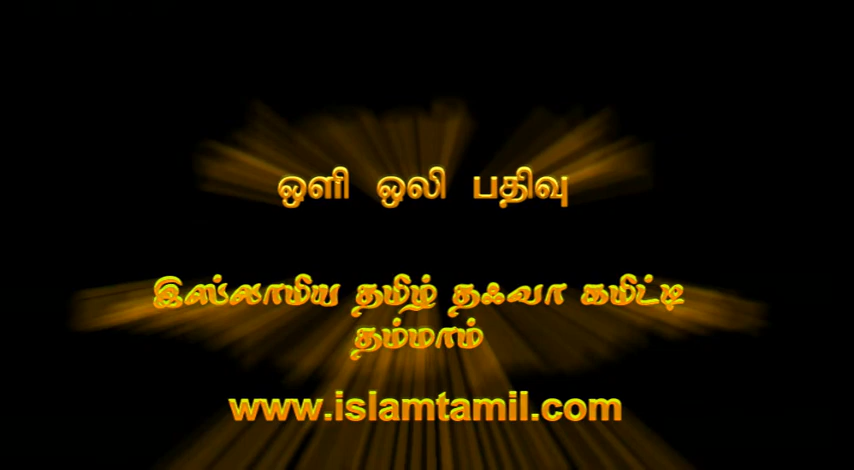 ஒளி ஒலி பதிவு
இஸ்லாமிய தமிழ் தஃவா கமிட்டி
தம்மாம்
www.islamtamil.com